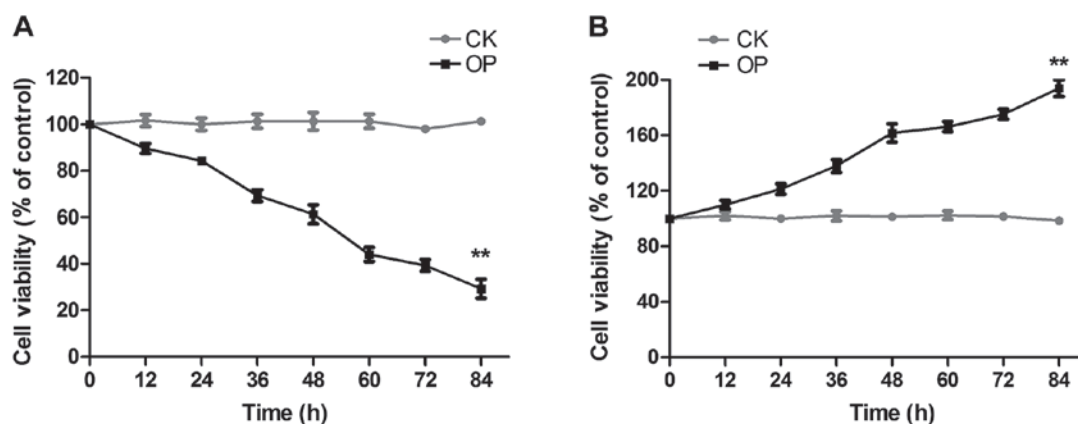 A
CK
OP
Cell viability (% of control)
120
100
80
60
40
20
0
**
0 12 24 36 48 60 72 84
Time (h)
B
CK
OP
Cell viability (% of control)
200
160
120
80
40
0
**
0 12 24 36 48 60 72 84
Time (h)